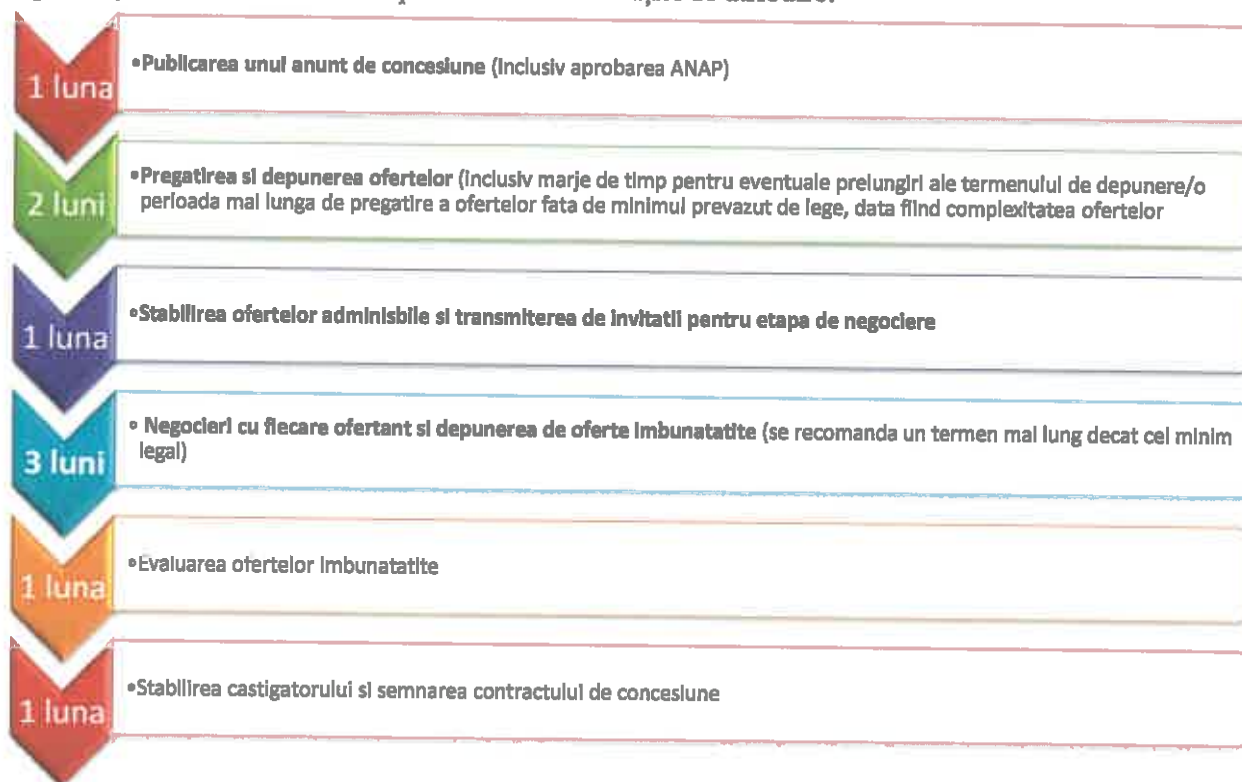 1 luna
•Publicarea unui anunt de concesiune (inclusiv aprobarea ANAP)
2 luni
•Pregatirea si depunerea ofertelor (inclusiv marje de timp pentru eventuale prelungiri ale termenului de depunere/o
perioada mai lunga de pregatire a ofertelor fata de minimul prevazut de lege, data fiind complexitatea ofertelor
1 luna
•Stabilirea ofertelor adminisbile si transmiterea de invitatii pentru etapa de negociere
3 luni
• Negocieri cu fiecare ofertant si depunerea de oferte imbunatatite (se recomanda un termen mai lung decat cel minim
legal)
1 luna
•Evaluarea ofertelor imbunatatite
1 luna
•Stabilirea castigatorului si semnarea contractului de concesiune